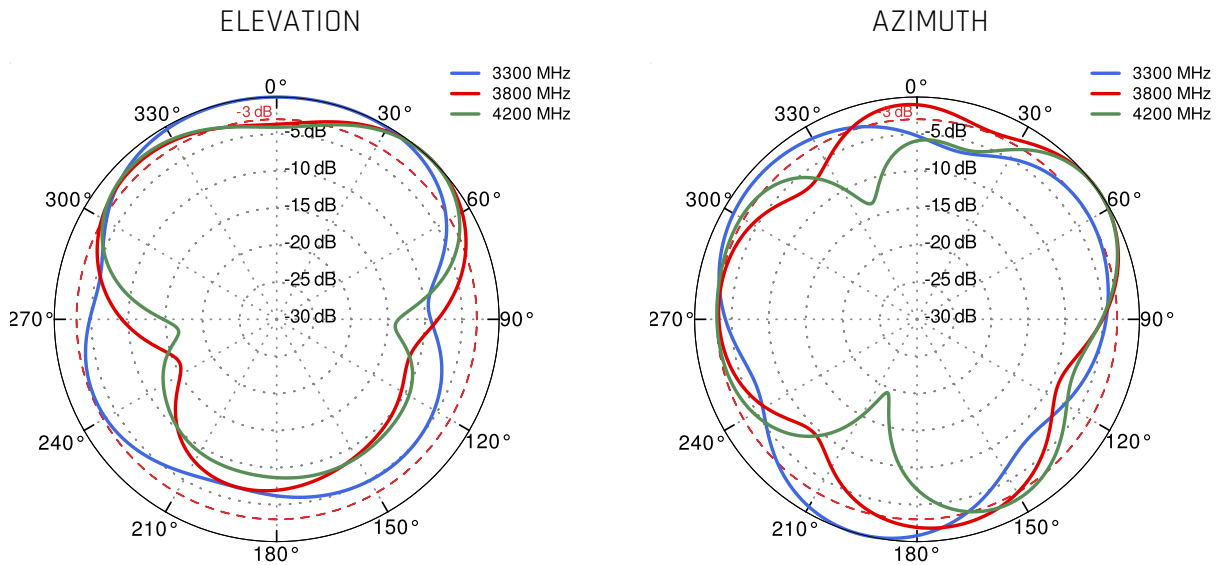 ELEVATION
3300 MHz
3800 MHz
4200 MHz
0°
30°
60°
90°
120°
150°
180°
210°
240°
270°
300°
330°
-3 dB
-5 dB
-10 dB
-15 dB
-20 dB
-25 dB
-30 dB
AZIMUTH
3300 MHz
3800 MHz
4200 MHz
0°
30°
60°
90°
120°
150°
180°
210°
240°
270°
300°
330°
-3 dB
-5 dB
-10 dB
-15 dB
-20 dB
-25 dB
-30 dB